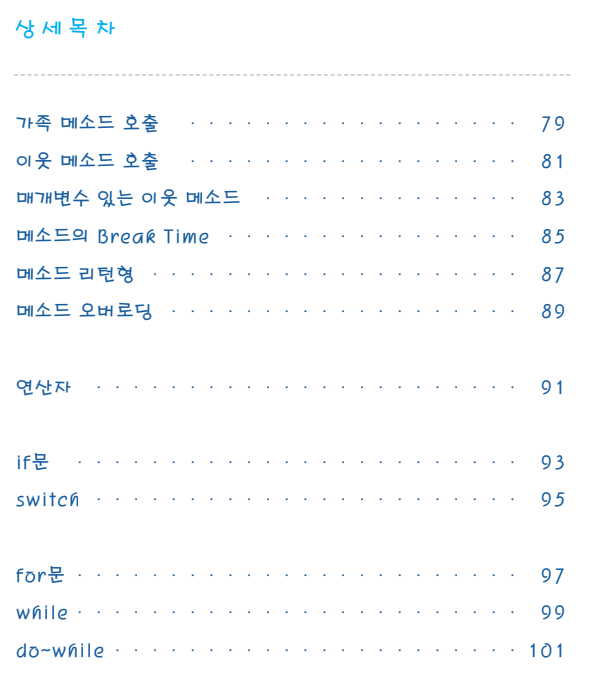 상세목차
가족 메소드 호출 · · · · · · · · · · · · · · · · · · 79
이웃 메소드 호출 · · · · · · · · · · · · · · · · · · 81
매개변수 있는 이웃 메소드 · · · · · · · · · · · · · · 83
메소드의 Break Time · · · · · · · · · · · · · · · · 85
메소드 리턴형 · · · · · · · · · · · · · · · · · · · · 87
메소드 오버로딩 · · · · · · · · · · · · · · · · · · · 89
연산자 · · · · · · · · · · · · · · · · · · · · · · · 91
if문 · · · · · · · · · · · · · · · · · · · · · · · · 93
switch · · · · · · · · · · · · · · · · · · · · · · · 95
for문 · · · · · · · · · · · · · · · · · · · · · · · · 97
while · · · · · · · · · · · · · · · · · · · · · · · · 99
do~while · · · · · · · · · · · · · · · · · · · · · · 101